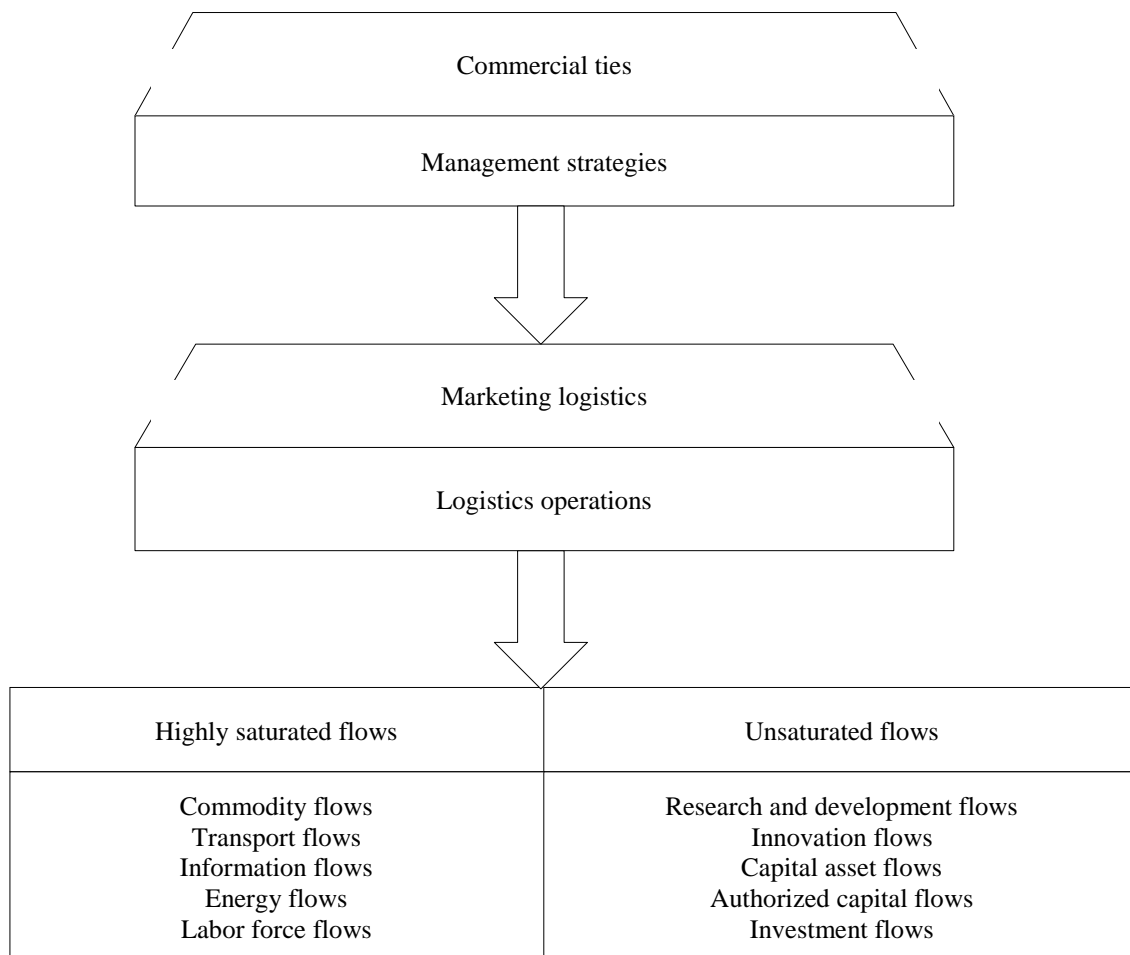 Commercial ties
Management strategies
Marketing logistics
Logistics operations
Highly saturated flows
Unsaturated flows
Commodity flows
Transport flows
Information flows
Energy flows
Labor force flows
Research and development flows
Innovation flows
Capital asset flows
Authorized capital flows
Investment flows